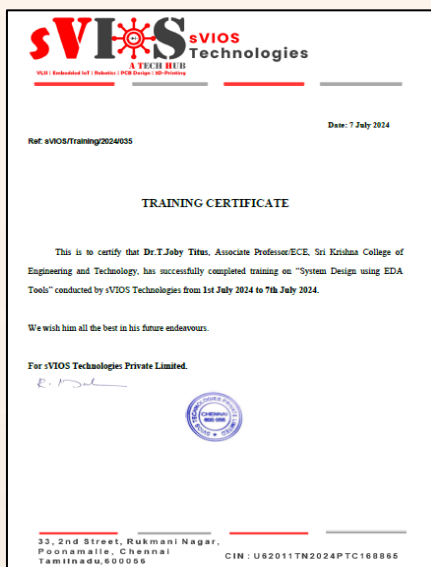 sVIOS
sVIOS
Technologies
A TECH HUB
VLSI | Embedded IoT | Robotics | PCB Design | 3D-Printing
Date: 7 July 2024
Ref: sVIOS/Training/2024/035
TRAINING CERTIFICATE
This is to certify that Dr.T.Joby Titus, Associate Professor/ECE, Sri Krishna College of
Engineering and Technology, has successfully completed training on “System Design using EDA
Tools” conducted by sVIOS Technologies from 1st July 2024 to 7th July 2024.
We wish him all the best in his future endeavours.
For sVIOS Technologies Private Limited.
CHENNAI
33, 2nd Street, Rukmani Nagar,
Poonamalle, Chennai
Tamilnadu,600056
CIN : U62011TN2024PTC168865